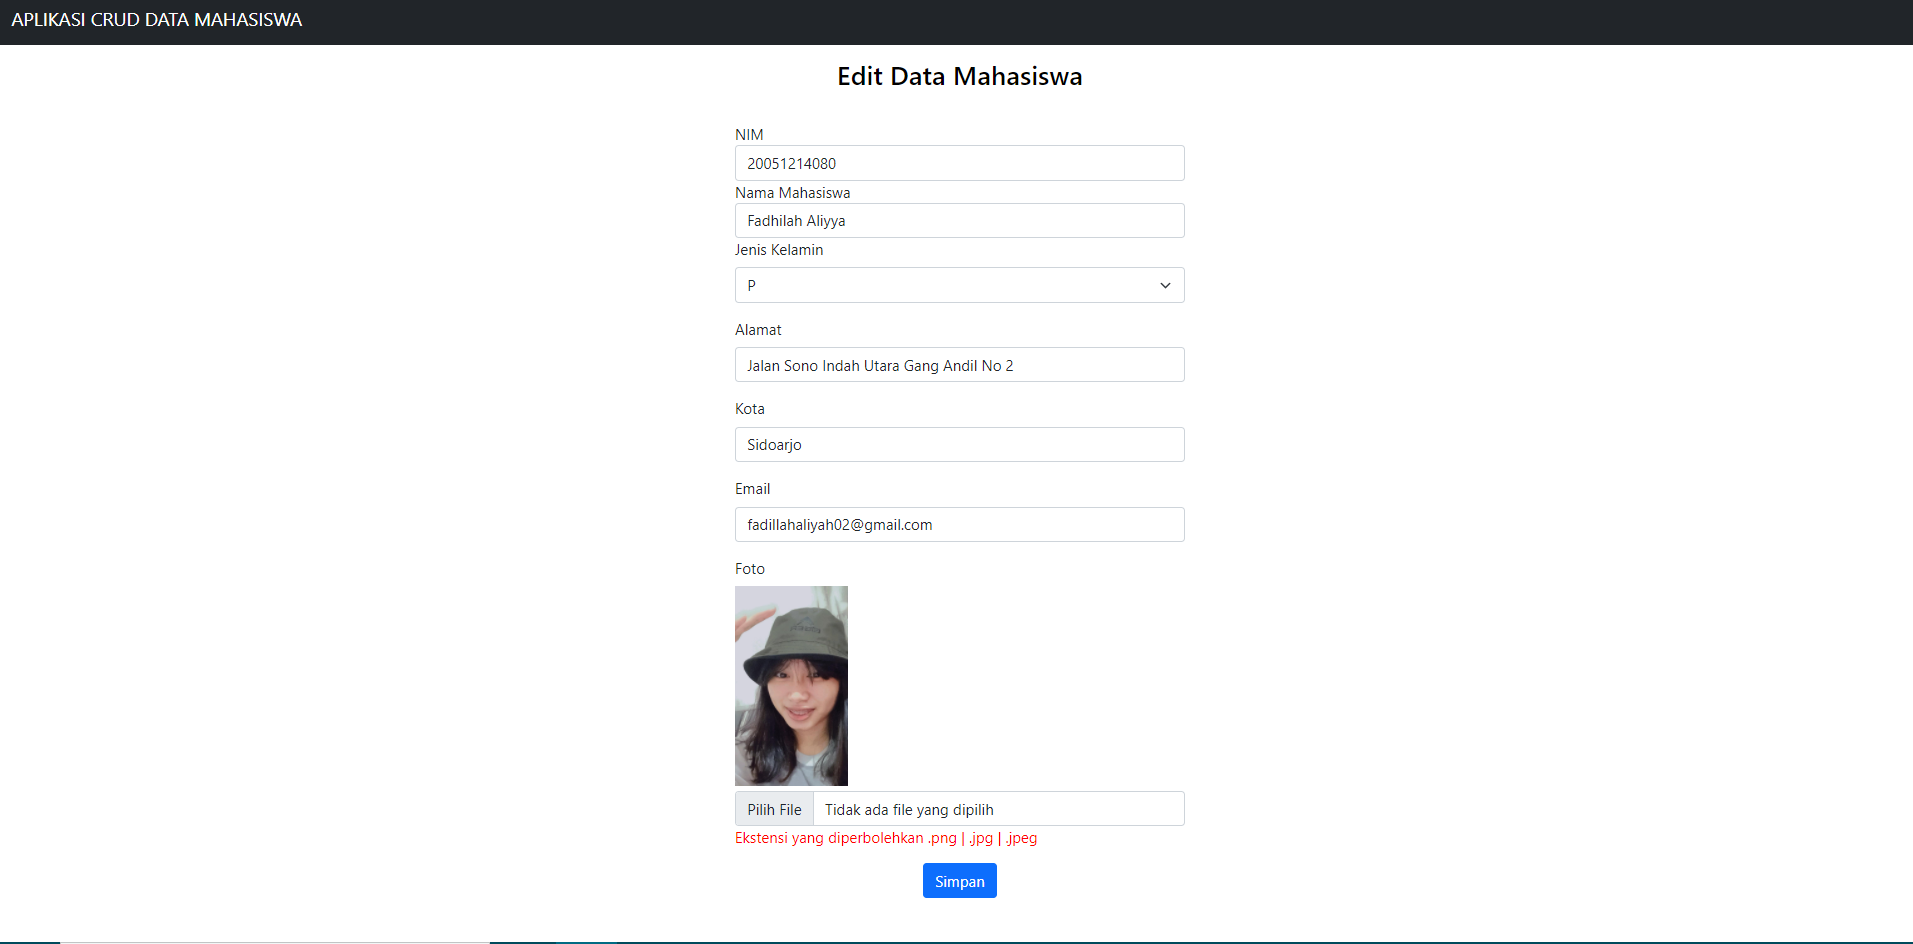 APLIKASI CRUD DATA MAHASISWA
Edit Data Mahasiswa
NIM
20051214080
Nama Mahasiswa
Fadhilah Aliyya
Jenis Kelamin
P
Alamat
Jalan Sono Indah Utara Gang Andil No 2
Kota
Sidoarjo
Email
fadillahaliyah02@gmail.com
Foto
Pilih File Tidak ada file yang dipilih
Ekstensi yang diperbolehkan .png | .jpg | .jpeg
Simpan